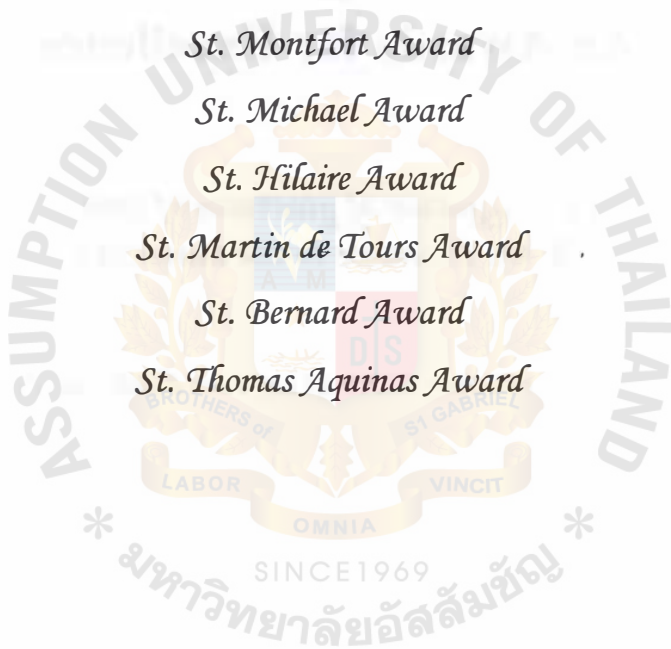 St. Montfort Award
St. Michael Award
St. Hilaire Award
St. Martin de Tours Award
St. Bernard Award
St. Thomas Aquinas Award
ASSUMPTION UNIVERSITY OF THAILAND
A M
D S
BROTHERS of ST GABRIEL
LABOR OMNIA VINCIT
SINCE 1969
* มหาวิทยาลัยอัสสัมชัญ *